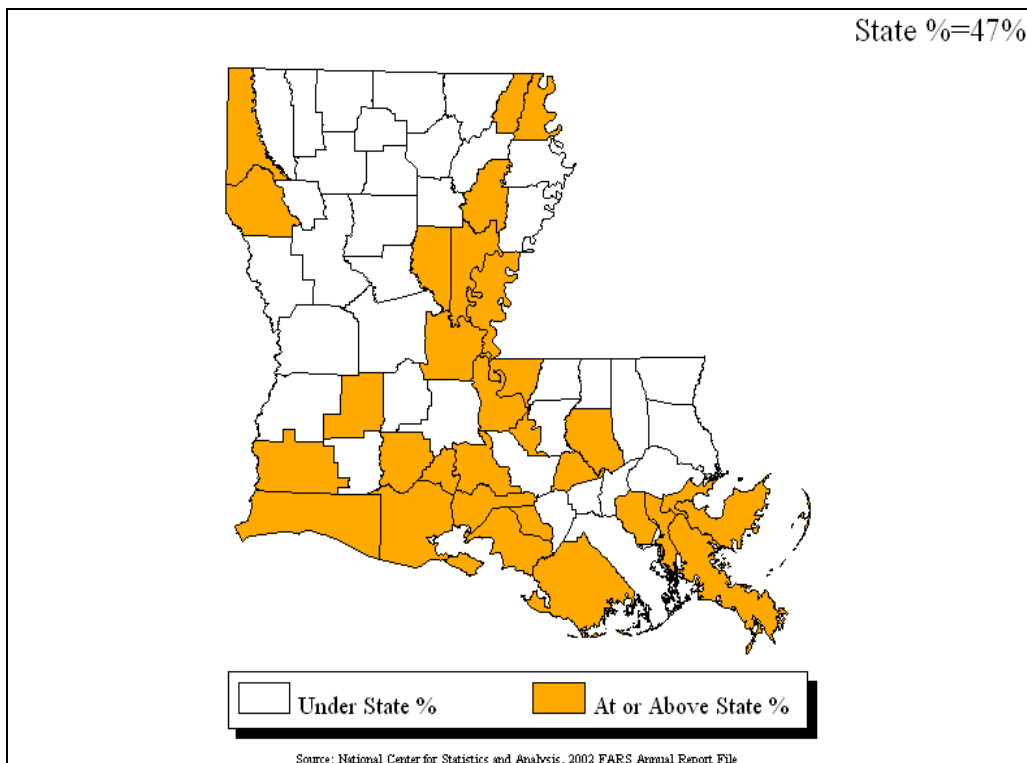 State %=47%
Under State %
At or Above State %
Source: National Center for Statistics and Analysis, 2002 FARS Annual Report File